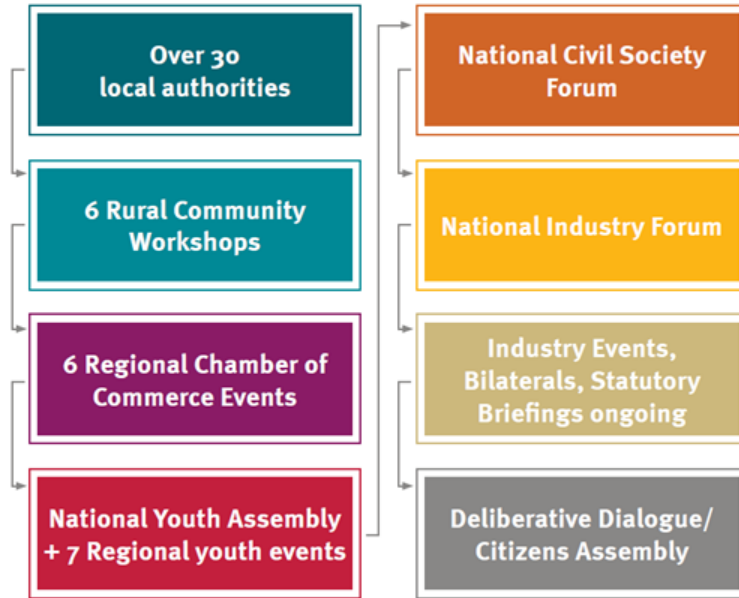 Over 30
local authorities
6 Rural Community
Workshops
6 Regional Chamber of
Commerce Events
National Youth Assembly
+ 7 Regional youth events
National Civil Society
Forum
National Industry Forum
Industry Events,
Bilaterals, Statutory
Briefings ongoing
Deliberative Dialogue/
Citizens Assembly